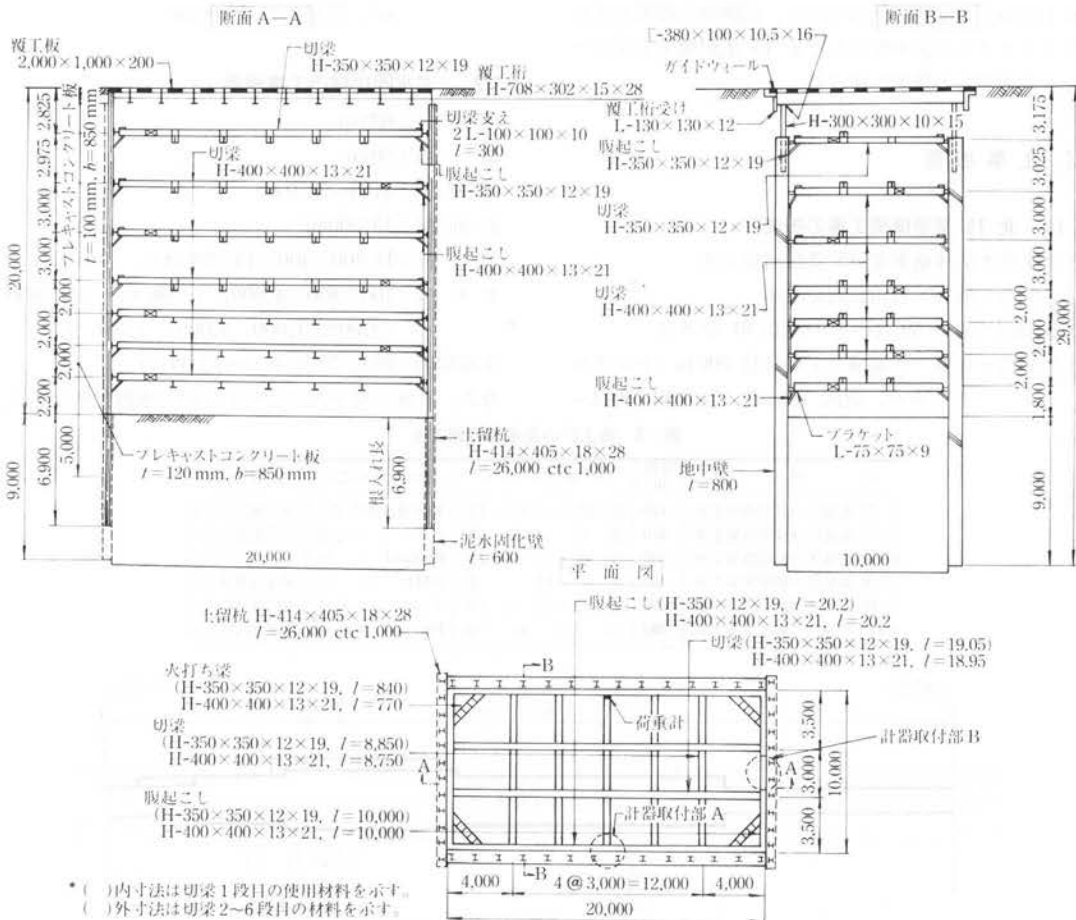 断面 A—A
覆工板
2,000×1,000×200
切梁
H-350×350×12×19
覆工桁
H-708×302×15×28
切梁支え
2 L-100×100×10
l=300
腹起こし
H-350×350×12×19
切梁
H-400×400×13×21
腹起こし
H-400×400×13×21
プレキャストコンクリート板
t=100 mm, b=850 mm
2,825
2,975
3,000
3,000
2,000
2,000
2,000
2,200
20,000
9,000
6,900
5,000
プレキャストコンクリート板
t=120 mm, b=850 mm
根入れ長
6,900
土留杭
H-414×405×18×28
l=26,000 ctc 1,000
泥水固化壁
t=600
20,000
断面 B—B
[-380×100×10.5×16
ガイドウォール
覆工桁受け
L-130×130×12
H-300×300×10×15
腹起こし
H-350×350×12×19
切梁
H-350×350×12×19
切梁
H-400×400×13×21
腹起こし
H-400×400×13×21
ブラケット
L-75×75×9
地中壁
t=800
3,175
3,025
3,000
3,000
2,000
2,000
2,000
1,800
9,000
29,000
10,000
平面図
土留杭 H-414×405×18×28
l=26,000 ctc 1,000
腹起こし(H-350×12×19, l=20.2)
H-400×400×13×21, l=20.2
切梁(H-350×350×12×19, l=19.05)
H-400×400×13×21, l=18.95
火打ち梁
(H-350×350×12×19, l=840)
H-400×400×13×21, l=770
切梁
(H-350×350×12×19, l=8,850)
H-400×400×13×21, l=8,750
腹起こし
(H-350×350×12×19, l=10,000)
H-400×400×13×21, l=10,000
B
B
A
A
荷重計
計器取付部 B
計器取付部 A
3,500
3,000
3,500
10,000
4,000
4@3,000=12,000
4,000
20,000
*( )内寸法は切梁1段目の使用材料を示す。
( )外寸法は切梁2~6段目の材料を示す。